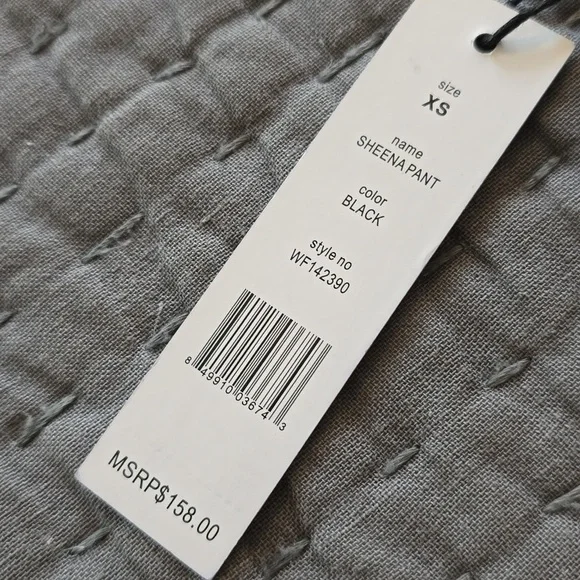 size
XS
name
SHEENA PANT
color
BLACK
style no
WF142390
8 49910 03674 3
MSRP$158.00